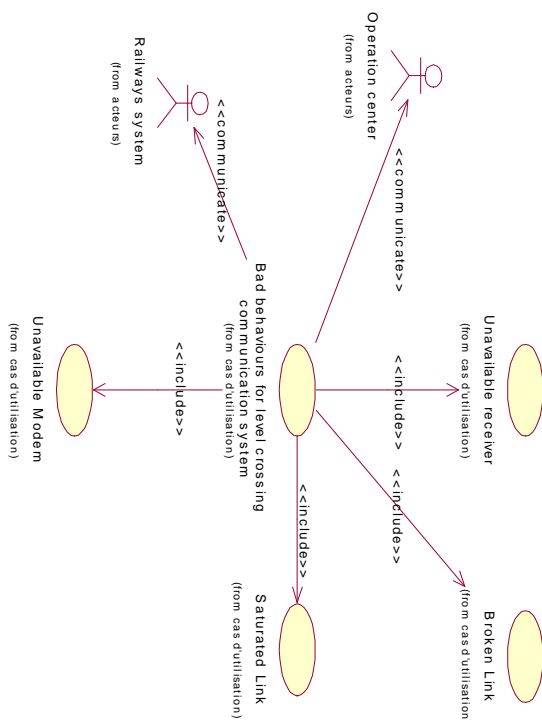 Operation center
(from acteurs)
<<communicate>>
Railways system
(from acteurs)
<<communicate>>
Unavailable receiver
(from cas d'utilisation)
<<include>>
Bad behaviours for level crossing
communication system
(from cas d'utilisation)
<<include>>
Unavailable Modem
(from cas d'utilisation)
<<include>>
Broken Link
(from cas d'utilisation)
<<include>>
Saturated Link
(from cas d'utilisation)